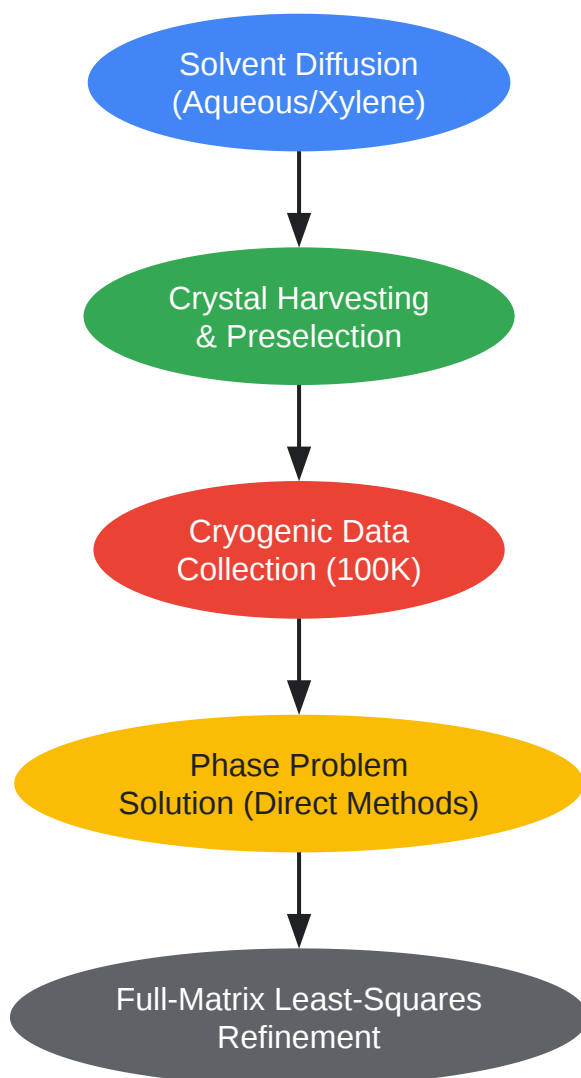 Solvent Diffusion
(Aqueous/Xylene)
Crystal Harvesting
& Preselection
Cryogenic Data
Collection (100K)
Phase Problem
Solution (Direct Methods)
Full-Matrix Least-Squares
Refinement